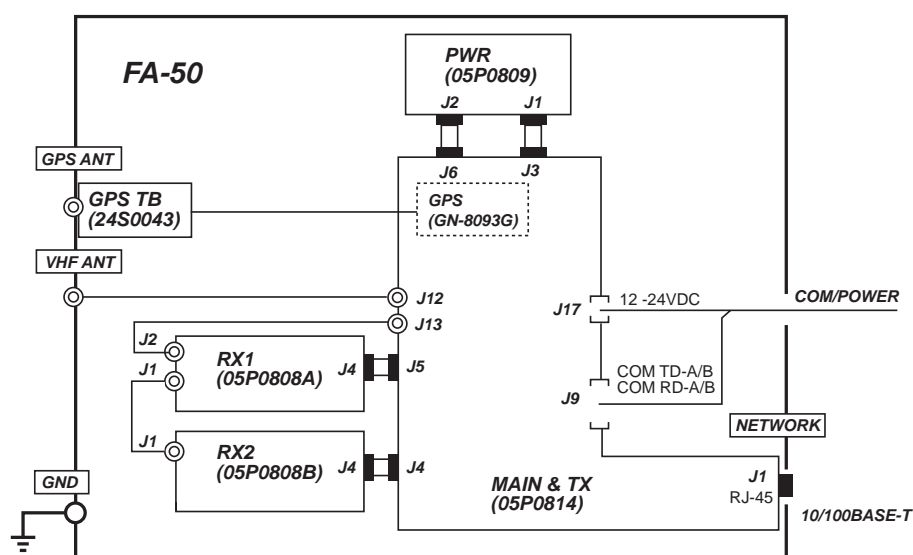 FA-50
PWR
(05P0809)
J2
J1
J6
J3
GPS ANT
GPS TB
(24S0043)
GPS
(GN-8093G)
VHF ANT
J12
J13
J17
12 -24VDC
COM/POWER
J2
J1
RX1
(05P0808A)
J4
J5
COM TD-A/B
COM RD-A/B
J9
NETWORK
J1
RX2
(05P0808B)
J4
J4
GND
MAIN & TX
(05P0814)
J1
RJ-45
10/100BASE-T